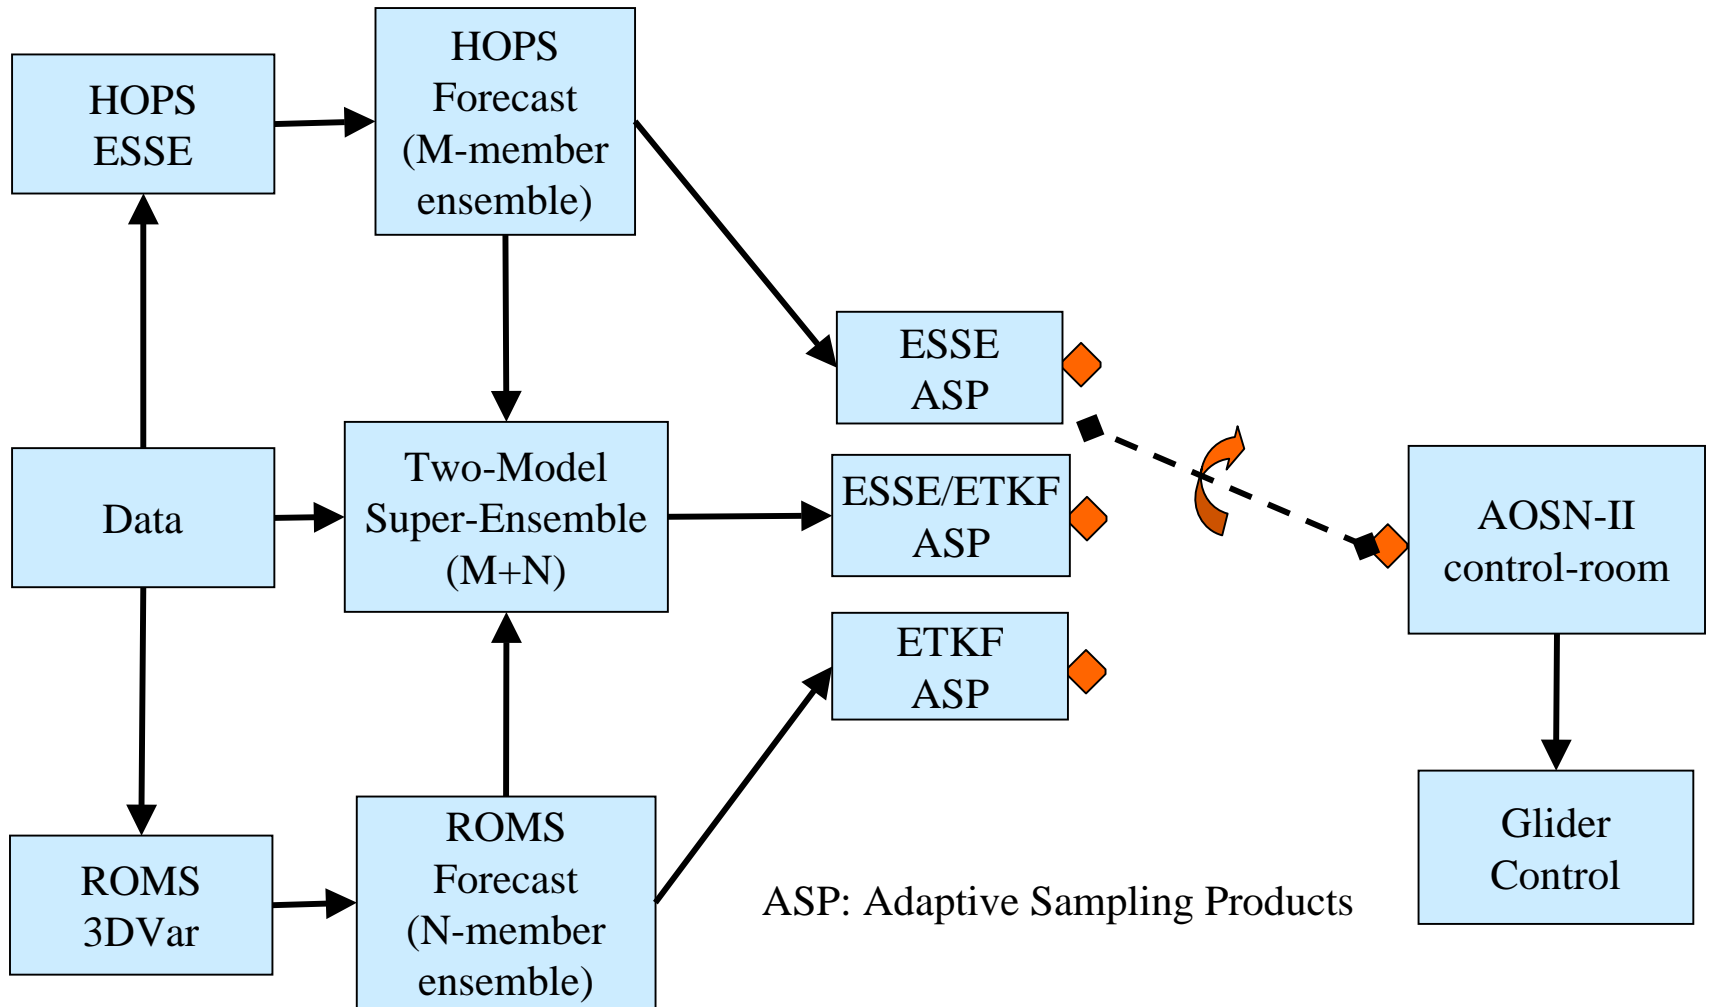 HOPS
ESSE
HOPS
Forecast
(M-member
ensemble)
ESSE
ASP
Data
Two-Model
Super-Ensemble
(M+N)
ESSE/ETKF
ASP
AOSN-II
control-room
ETKF
ASP
ROMS
3DVar
ROMS
Forecast
(N-member
ensemble)
ASP: Adaptive Sampling Products
Glider
Control